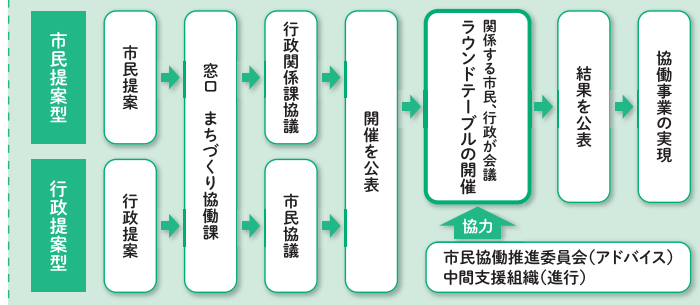 市民提案型
市民提案
窓口 まちづくり協働課
行政関係課協議
開催を公表
関係する市民、行政が会議
ラウンドテーブルの開催
結果を公表
協働事業の実現
行政提案型
行政提案
市民協議
協力
市民協働推進委員会(アドバイス)
中間支援組織(進行)